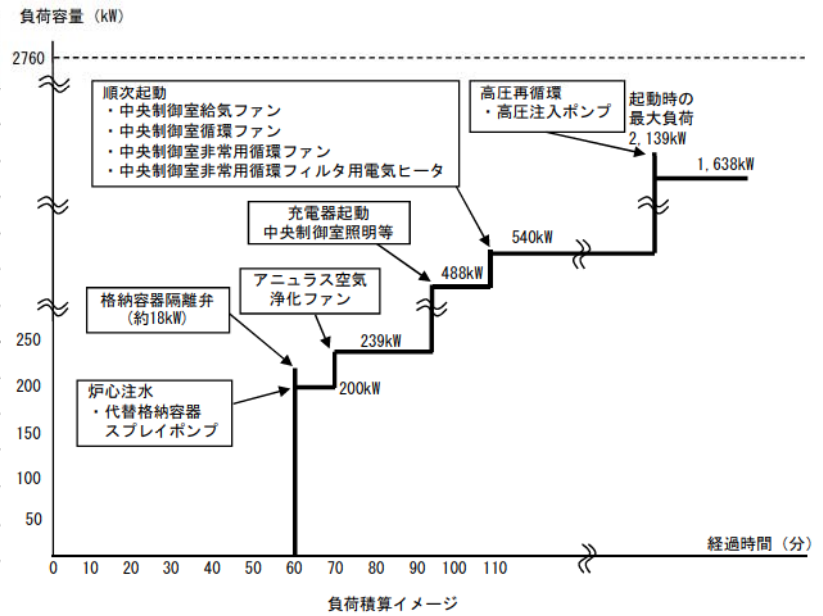 負荷容量（kW）
2760
順次起動
・中央制御室給気ファン
・中央制御室循環ファン
・中央制御室非常用循環ファン
・中央制御室非常用循環フィルタ用電気ヒータ
高圧再循環
・高圧注入ポンプ
起動時の
最大負荷
2,139kW
1,638kW
充電器起動
中央制御室照明等
540kW
488kW
アニュラス空気
浄化ファン
格納容器隔離弁
（約18kW）
239kW
炉心注水
・代替格納容器
スプレイポンプ
200kW
250
200
150
100
50
経過時間（分）
0 10 20 30 40 50 60 70 80 90 100 110
負荷積算イメージ